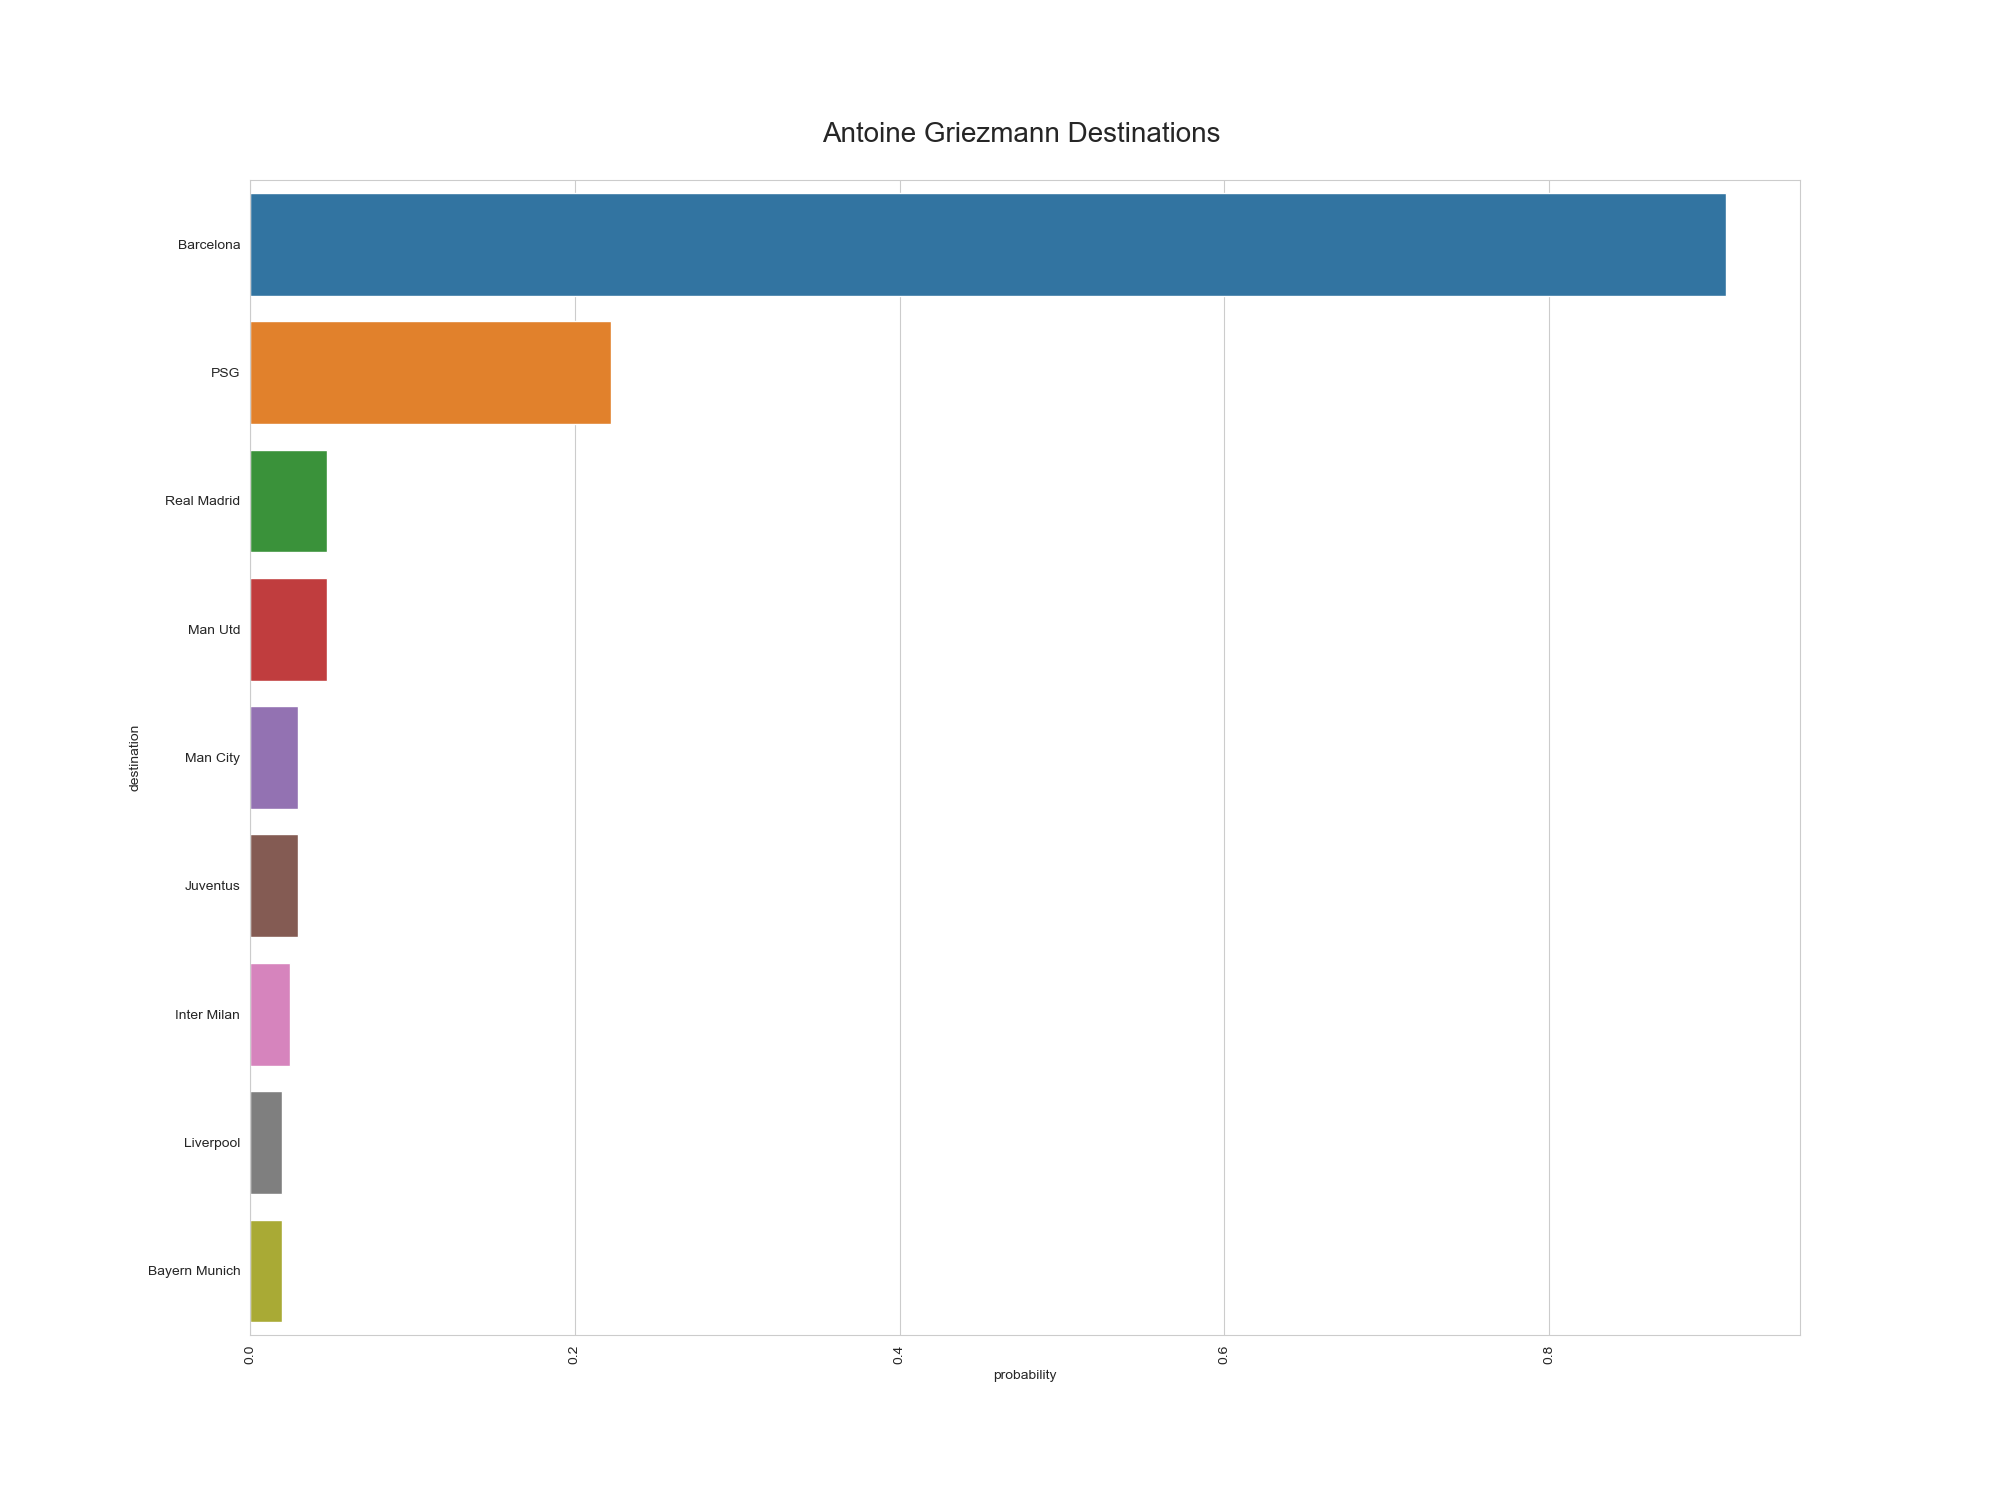 Antoine Griezmann Destinations
Barcelona
PSG
Real Madrid
Man Utd
Man City
Juventus
Inter Milan
Liverpool
Bayern Munich
destination
0.0
0.2
0.4
0.6
0.8
probability